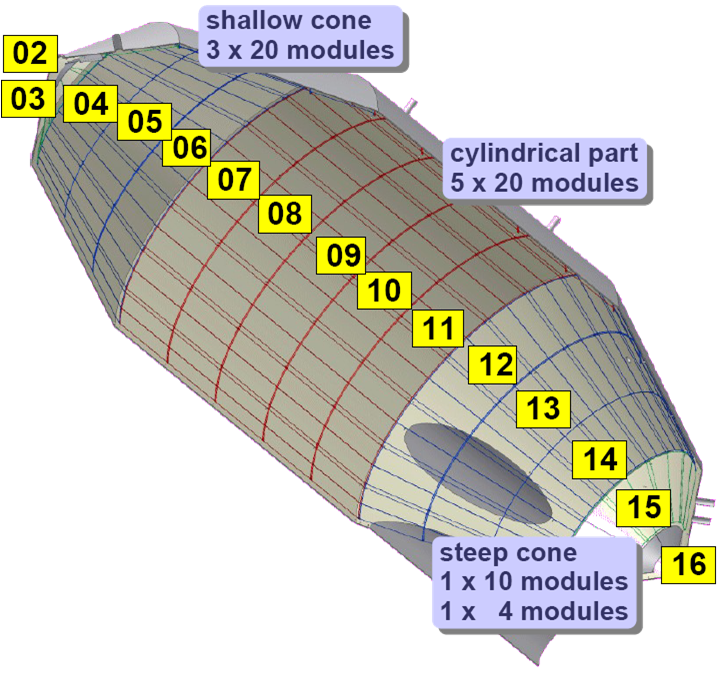 shallow cone
3 x 20 modules
02
03
04
05
06
07
08
09
10
11
12
13
14
15
16
cylindrical part
5 x 20 modules
steep cone
1 x 10 modules
1 x 4 modules